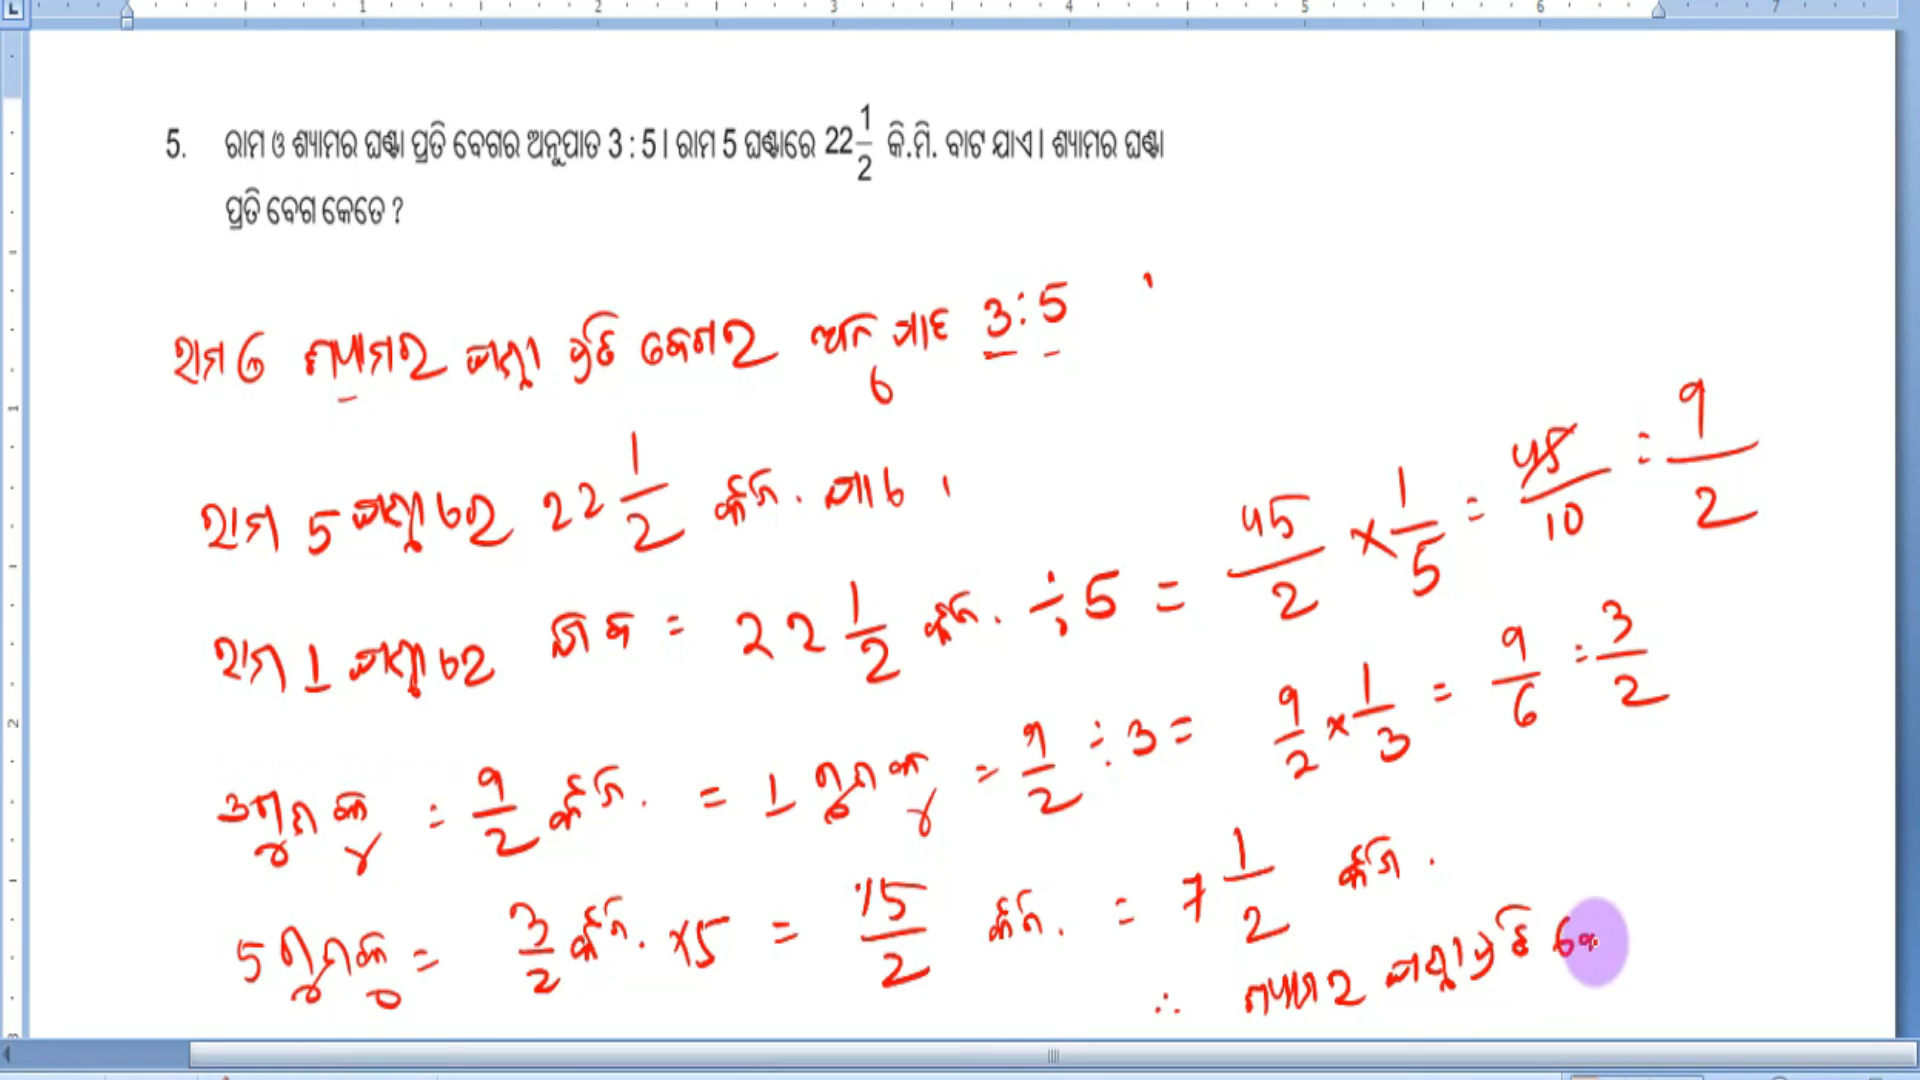 5. ରାମ ଓ ଶ୍ୟାମର ଘଣ୍ଟା ପ୍ରତି ବେଗର ଅନୁପାତ 3 : 5। ରାମ 5 ଘଣ୍ଟାରେ 22 1/2 କି.ମି. ବାଟ ଯାଏ। ଶ୍ୟାମର ଘଣ୍ଟା
ପ୍ରତି ବେଗ କେତେ ?
ରାମ ଓ ଶ୍ୟାମର ଘଣ୍ଟା ପ୍ରତି ବେଗର ଅନୁପାତ 3:5 ।
ରାମ 5 ଘଣ୍ଟାରେ 22 1/2 କିମି. ଯାଏ ।
ରାମ 1 ଘଣ୍ଟାରେ = 22 1/2 କିମି. ÷ 5 = 45/2 × 1/5 = 45/10 = 9/2
3 = 9/2 କିମି. = 1 = 9/2 ÷ 3 = 9/2 × 1/3 = 9/6 = 3/2
5 = 3/2 କିମି. × 5 = 15/2 କିମି. = 7 1/2 କିମି.
∴ ଶ୍ୟାମର ଘଣ୍ଟା ପ୍ରତି